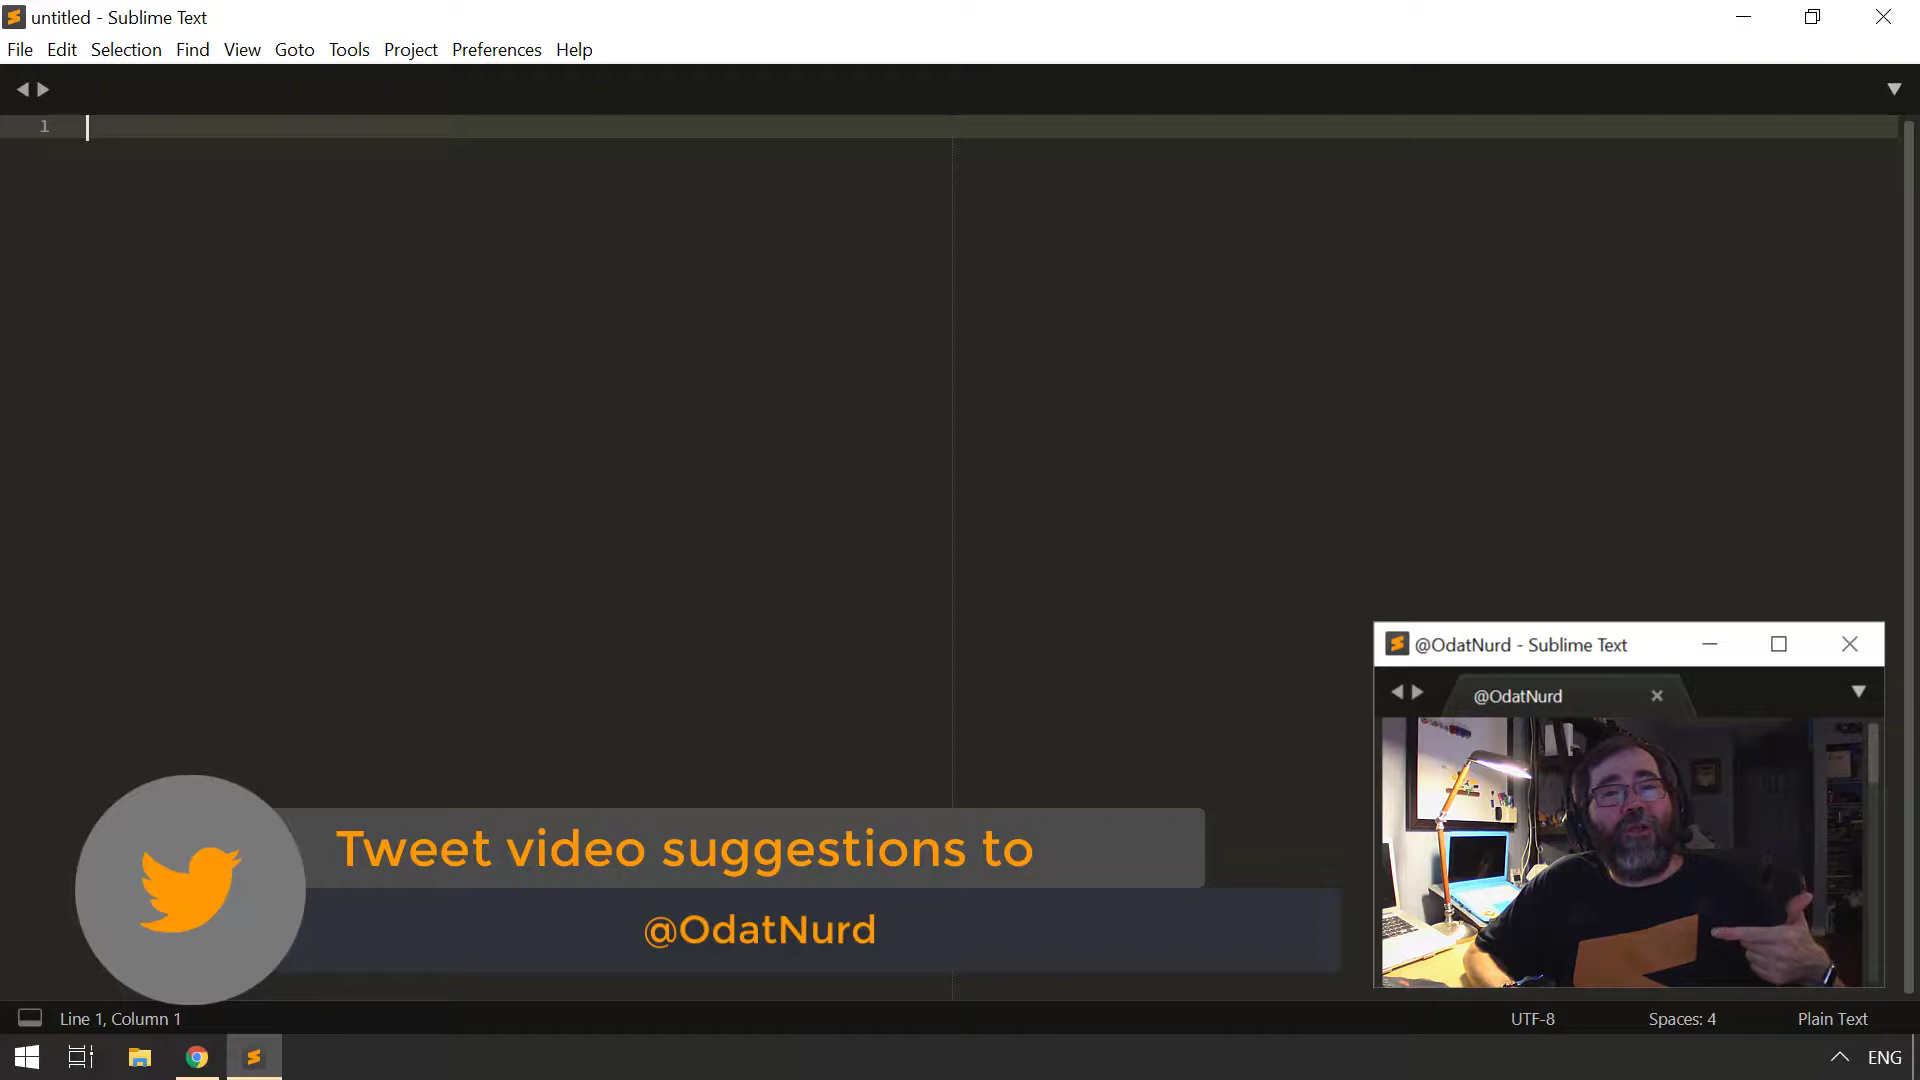 untitled - Sublime Text
File Edit Selection Find View Goto Tools Project Preferences Help
1
@OdatNurd - Sublime Text
@OdatNurd
Tweet video suggestions to
@OdatNurd
Line 1, Column 1 UTF-8 Spaces: 4 Plain Text
ENG